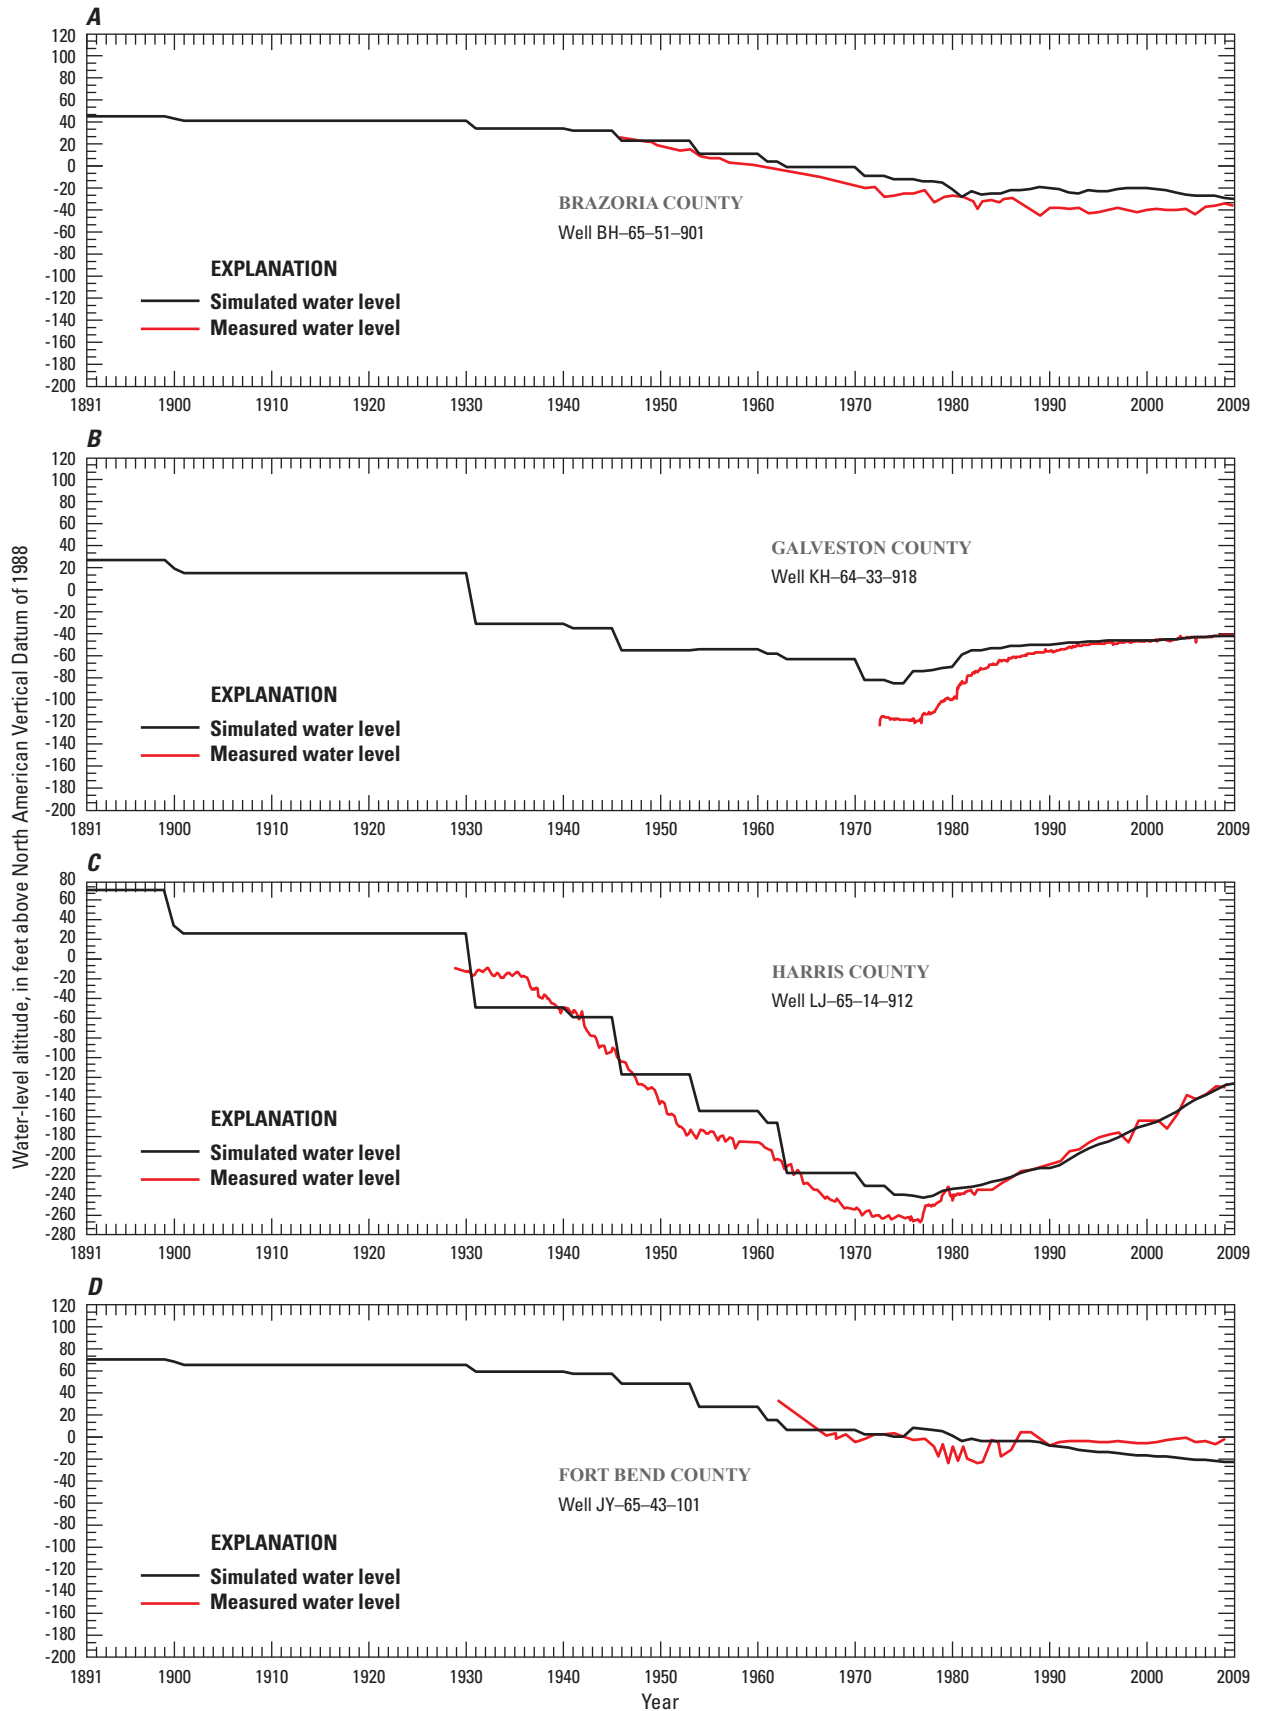 Water-level altitude, in feet above North American Vertical Datum of 1988
A
120
100
80
60
40
20
0
-20
-40
-60
-80
-100
-120
-140
-160
-180
-200
BRAZORIA COUNTY
Well BH–65–51–901
EXPLANATION
Simulated water level
Measured water level
1891 1900 1910 1920 1930 1940 1950 1960 1970 1980 1990 2000 2009
B
120
100
80
60
40
20
0
-20
-40
-60
-80
-100
-120
-140
-160
-180
-200
GALVESTON COUNTY
Well KH–64–33–918
EXPLANATION
Simulated water level
Measured water level
1891 1900 1910 1920 1930 1940 1950 1960 1970 1980 1990 2000 2009
C
80
60
40
20
0
-20
-40
-60
-80
-100
-120
-140
-160
-180
-200
-220
-240
-260
-280
HARRIS COUNTY
Well LJ–65–14–912
EXPLANATION
Simulated water level
Measured water level
1891 1900 1910 1920 1930 1940 1950 1960 1970 1980 1990 2000 2009
D
120
100
80
60
40
20
0
-20
-40
-60
-80
-100
-120
-140
-160
-180
-200
FORT BEND COUNTY
Well JY–65–43–101
EXPLANATION
Simulated water level
Measured water level
1891 1900 1910 1920 1930 1940 1950 1960 1970 1980 1990 2000 2009
Year